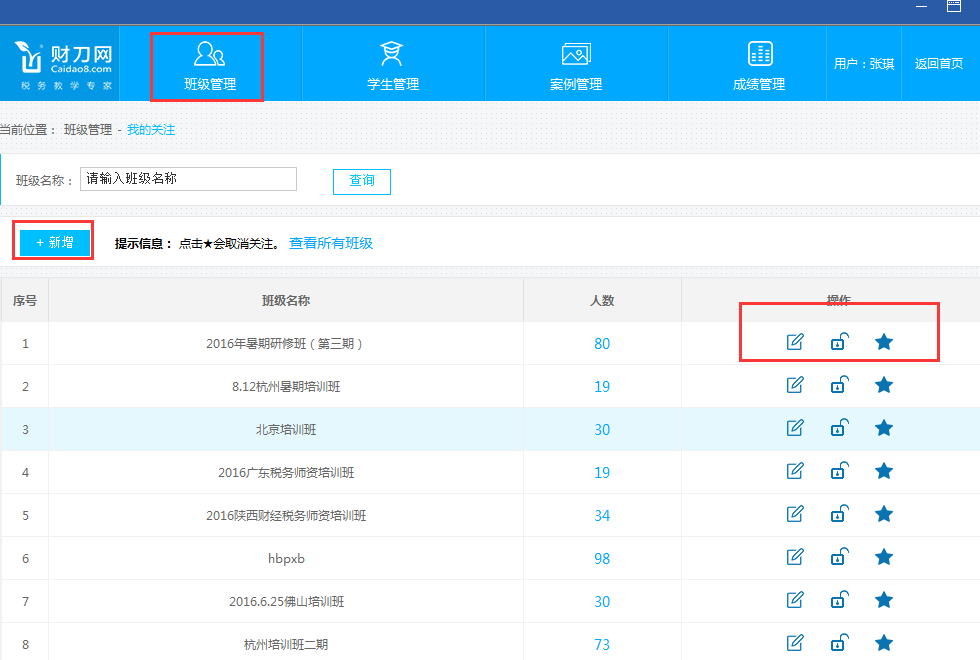 财刀网
Caidao8.com
税 务 教 学 专 家
班级管理
学生管理
案例管理
成绩管理
用户：张琪
返回首页
当前位置： 班级管理 - 我的关注
班级名称： 请输入班级名称 查询
+ 新增 提示信息： 点击★会取消关注。 查看所有班级
序号 班级名称 人数 操作
1 2016年暑期研修班（第三期） 80
2 8.12杭州暑期培训班 19
3 北京培训班 30
4 2016广东税务师资培训班 19
5 2016陕西财经税务师资培训班 34
6 hbpxb 98
7 2016.6.25佛山培训班 30
8 杭州培训班二期 73